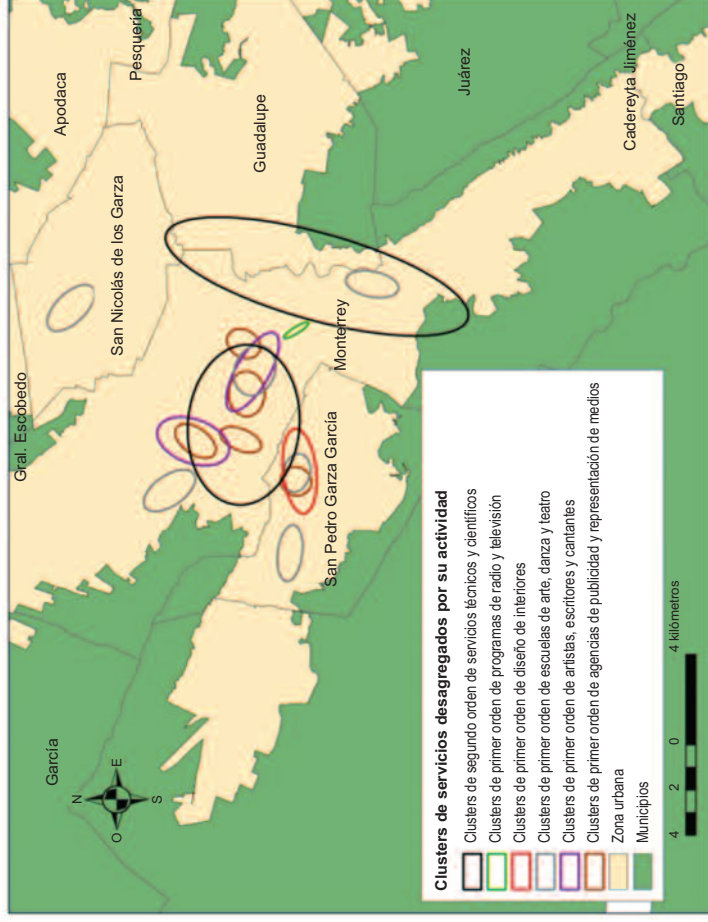 García
Gral. Escobedo
Apodaca
Pesquería
San Nicolás de los Garza
Guadalupe
Juárez
Monterrey
San Pedro Garza García
Cadereyta Jiménez
Santiago
N
O
E
S
Clusters de servicios desagregados por su actividad
Clusters de segundo orden de servicios técnicos y científicos
Clusters de primer orden de programas de radio y televisión
Clusters de primer orden de diseño de interiores
Clusters de primer orden de escuelas de arte, danza y teatro
Clusters de primer orden de artistas, escritores y cantantes
Clusters de primer orden de agencias de publicidad y representación de medios
Zona urbana
Municipios
4 2 0 4 kilómetros